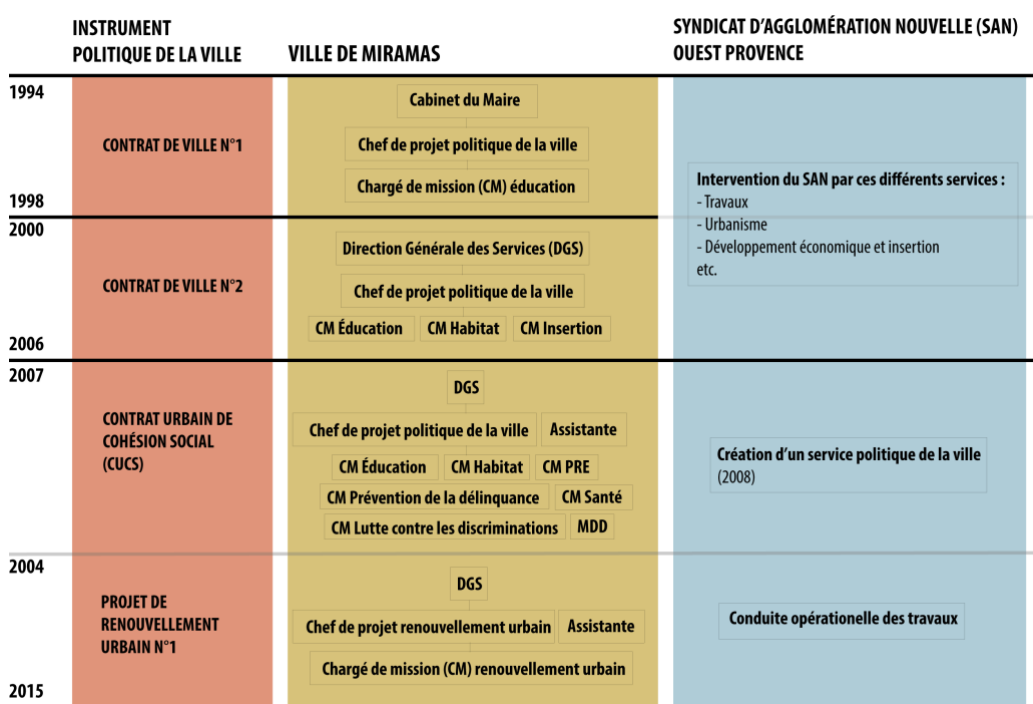 INSTRUMENT
POLITIQUE DE LA VILLE
VILLE DE MIRAMAS
SYNDICAT D'AGGLOMÉRATION NOUVELLE (SAN)
OUEST PROVENCE
1994
CONTRAT DE VILLE N°1
1998
Cabinet du Maire
Chef de projet politique de la ville
Chargé de mission (CM) éducation
Intervention du SAN par ces différents services :
- Travaux
- Urbanisme
- Développement économique et insertion
etc.
2000
CONTRAT DE VILLE N°2
2006
Direction Générale des Services (DGS)
Chef de projet politique de la ville
CM Éducation CM Habitat CM Insertion
2007
CONTRAT URBAIN DE
COHÉSION SOCIAL
(CUCS)
DGS
Chef de projet politique de la ville Assistante
CM Éducation CM Habitat CM PRE
CM Prévention de la délinquance CM Santé
CM Lutte contre les discriminations MDD
Création d'un service politique de la ville
(2008)
2004
PROJET DE
RENOUVELLEMENT
URBAIN N°1
2015
DGS
Chef de projet renouvellement urbain Assistante
Chargé de mission (CM) renouvellement urbain
Conduite opérationelle des travaux